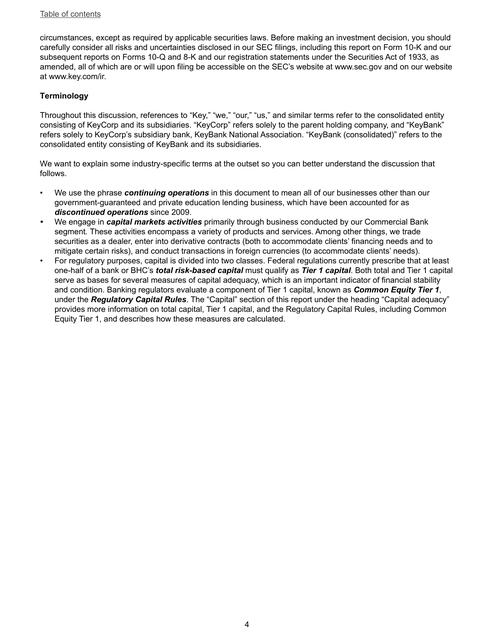 Table of contents
circumstances, except as required by applicable securities laws. Before making an investment decision, you should
carefully consider all risks and uncertainties disclosed in our SEC filings, including this report on Form 10-K and our
subsequent reports on Forms 10-Q and 8-K and our registration statements under the Securities Act of 1933, as
amended, all of which are or will upon filing be accessible on the SEC’s website at www.sec.gov and on our website
at www.key.com/ir.
Terminology
Throughout this discussion, references to “Key,” “we,” “our,” “us,” and similar terms refer to the consolidated entity
consisting of KeyCorp and its subsidiaries. “KeyCorp” refers solely to the parent holding company, and “KeyBank”
refers solely to KeyCorp’s subsidiary bank, KeyBank National Association. “KeyBank (consolidated)” refers to the
consolidated entity consisting of KeyBank and its subsidiaries.
We want to explain some industry-specific terms at the outset so you can better understand the discussion that
follows.
• We use the phrase continuing operations in this document to mean all of our businesses other than our
government-guaranteed and private education lending business, which have been accounted for as
discontinued operations since 2009.
• We engage in capital markets activities primarily through business conducted by our Commercial Bank
segment. These activities encompass a variety of products and services. Among other things, we trade
securities as a dealer, enter into derivative contracts (both to accommodate clients’ financing needs and to
mitigate certain risks), and conduct transactions in foreign currencies (to accommodate clients’ needs).
• For regulatory purposes, capital is divided into two classes. Federal regulations currently prescribe that at least
one-half of a bank or BHC’s total risk-based capital must qualify as Tier 1 capital. Both total and Tier 1 capital
serve as bases for several measures of capital adequacy, which is an important indicator of financial stability
and condition. Banking regulators evaluate a component of Tier 1 capital, known as Common Equity Tier 1,
under the Regulatory Capital Rules. The “Capital” section of this report under the heading “Capital adequacy”
provides more information on total capital, Tier 1 capital, and the Regulatory Capital Rules, including Common
Equity Tier 1, and describes how these measures are calculated.
4